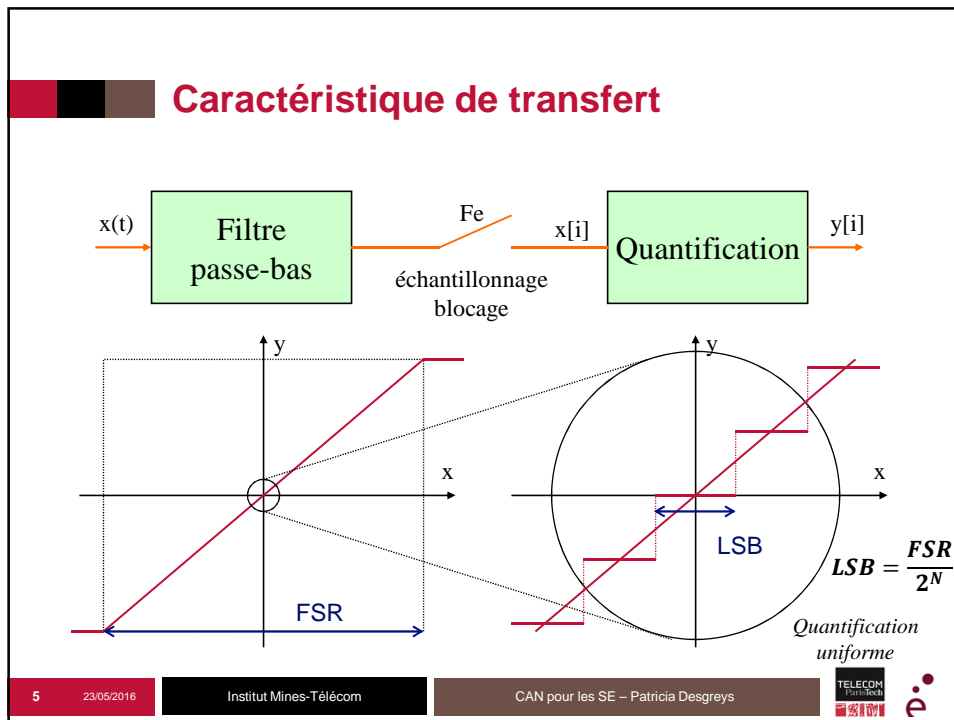 Caractéristique de transfert
x(t)
Filtre
passe-bas
Fe
échantillonnage
blocage
x[i]
Quantification
y[i]
y
x
FSR
y
x
LSB
LSB = FSR / 2^N
Quantification
uniforme
5
23/05/2016
Institut Mines-Télécom
CAN pour les SE – Patricia Desgreys
TELECOM
ParisTech